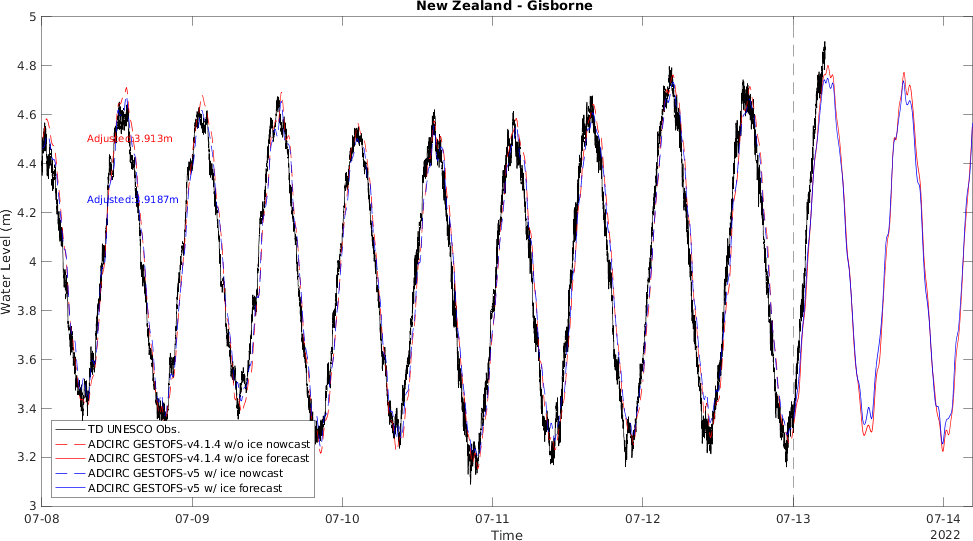 New Zealand - Gisborne
5
4.8
4.6
4.4
4.2
4
3.8
3.6
3.4
3.2
3
Water Level (m)
Adjusted:3.913m
Adjusted:3.9187m
TD UNESCO Obs.
ADCIRC GESTOFS-v4.1.4 w/o ice nowcast
ADCIRC GESTOFS-v4.1.4 w/o ice forecast
ADCIRC GESTOFS-v5 w/ ice nowcast
ADCIRC GESTOFS-v5 w/ ice forecast
07-08 07-09 07-10 07-11 07-12 07-13 07-14
Time
2022